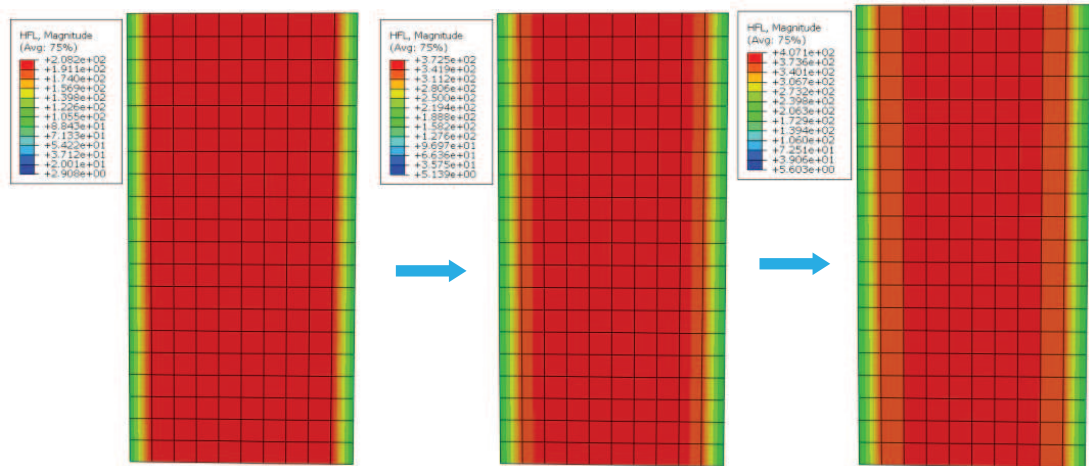 HFL, Magnitude
(Avg: 75%)
+2.082e+02
+1.911e+02
+1.740e+02
+1.569e+02
+1.398e+02
+1.226e+02
+1.055e+02
+8.843e+01
+7.133e+01
+5.422e+01
+3.712e+01
+2.001e+01
+2.908e+00
HFL, Magnitude
(Avg: 75%)
+3.725e+02
+3.419e+02
+3.112e+02
+2.806e+02
+2.500e+02
+2.194e+02
+1.888e+02
+1.582e+02
+1.276e+02
+9.697e+01
+6.636e+01
+3.575e+01
+5.139e+00
HFL, Magnitude
(Avg: 75%)
+4.071e+02
+3.736e+02
+3.401e+02
+3.067e+02
+2.732e+02
+2.398e+02
+2.063e+02
+1.729e+02
+1.394e+02
+1.060e+02
+7.251e+01
+3.906e+01
+5.603e+00